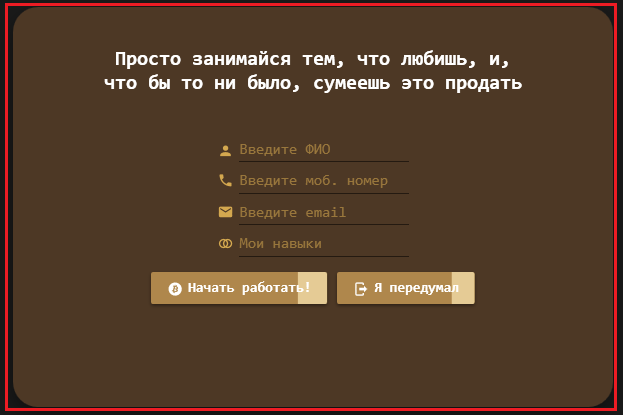 Просто занимайся тем, что любишь, и,
что бы то ни было, сумеешь это продать
Введите ФИО
Введите моб. номер
Введите email
Мои навыки
Начать работать! Я передумал